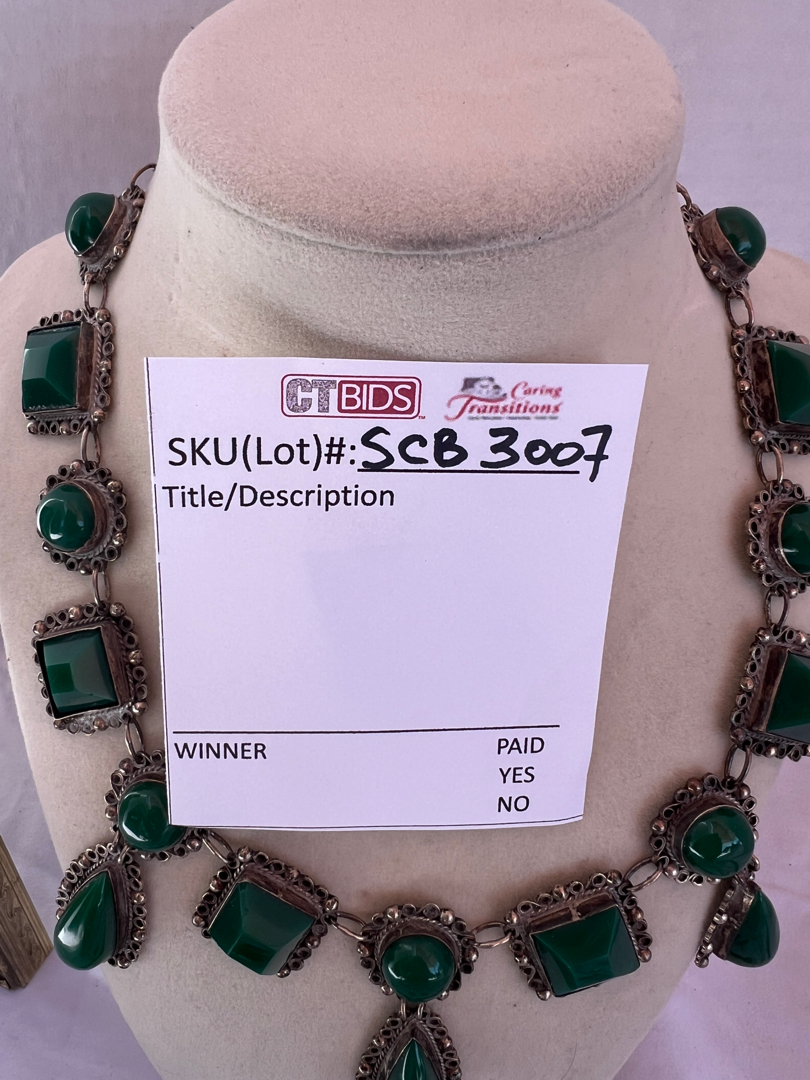 CTBIDS
Caring
Transitions
SKU(Lot)#: SCB 3007
Title/Description
WINNER
PAID
YES
NO